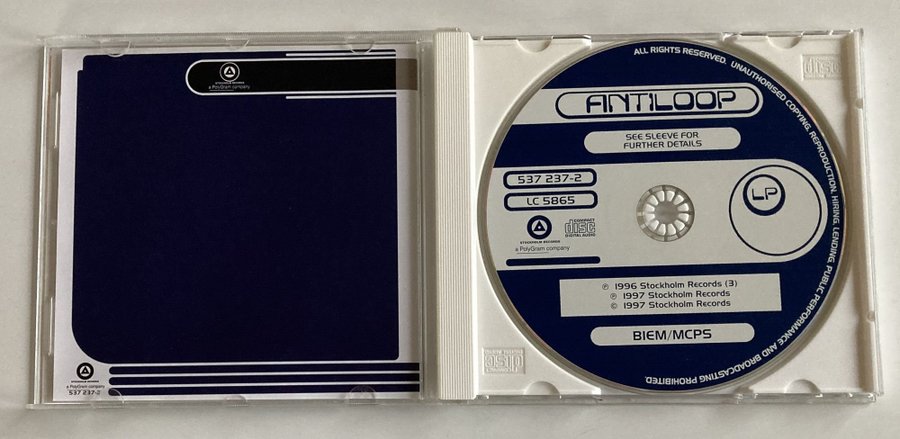 STOCKHOLM RECORDS
a PolyGram company
STOCKHOLM RECORDS
a PolyGram company
537 237-2
ALL RIGHTS RESERVED. UNAUTHORISED COPYING, REPRODUCTION, HIRING, LENDING, PUBLIC PERFORMANCE AND BROADCASTING PROHIBITED.
ANTILOOP
SEE SLEEVE FOR
FURTHER DETAILS
537 237-2
LC 5865
LP
STOCKHOLM RECORDS
a PolyGram company
COMPACT
disc
DIGITAL AUDIO
℗ 1996 Stockholm Records (3)
℗ 1997 Stockholm Records
© 1997 Stockholm Records
BIEM/MCPS
disc